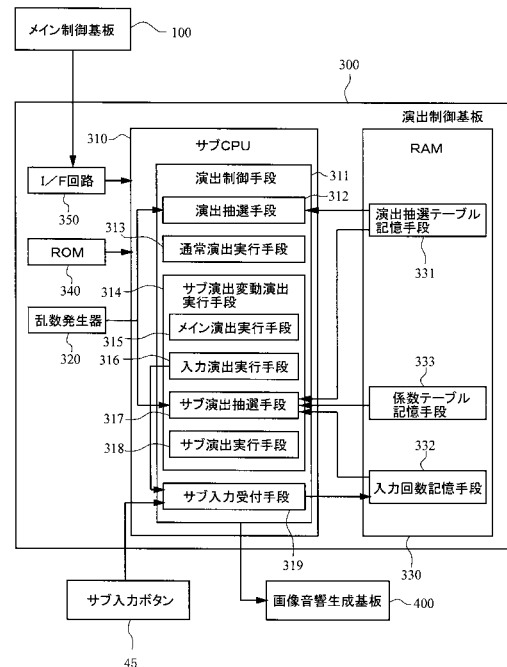 メイン制御基板
100
300
演出制御基板
310
サブCPU
RAM
311
演出制御手段
312
I/F回路
350
演出抽選手段
演出抽選テーブル
記憶手段
331
313
通常演出実行手段
ROM
340
314
サブ演出変動演出
実行手段
乱数発生器
320
315
メイン演出実行手段
316
入力演出実行手段
333
317
サブ演出抽選手段
係数テーブル
記憶手段
318
サブ演出実行手段
332
入力回数記憶手段
サブ入力受付手段
319
330
サブ入力ボタン
45
画像音響生成基板
400